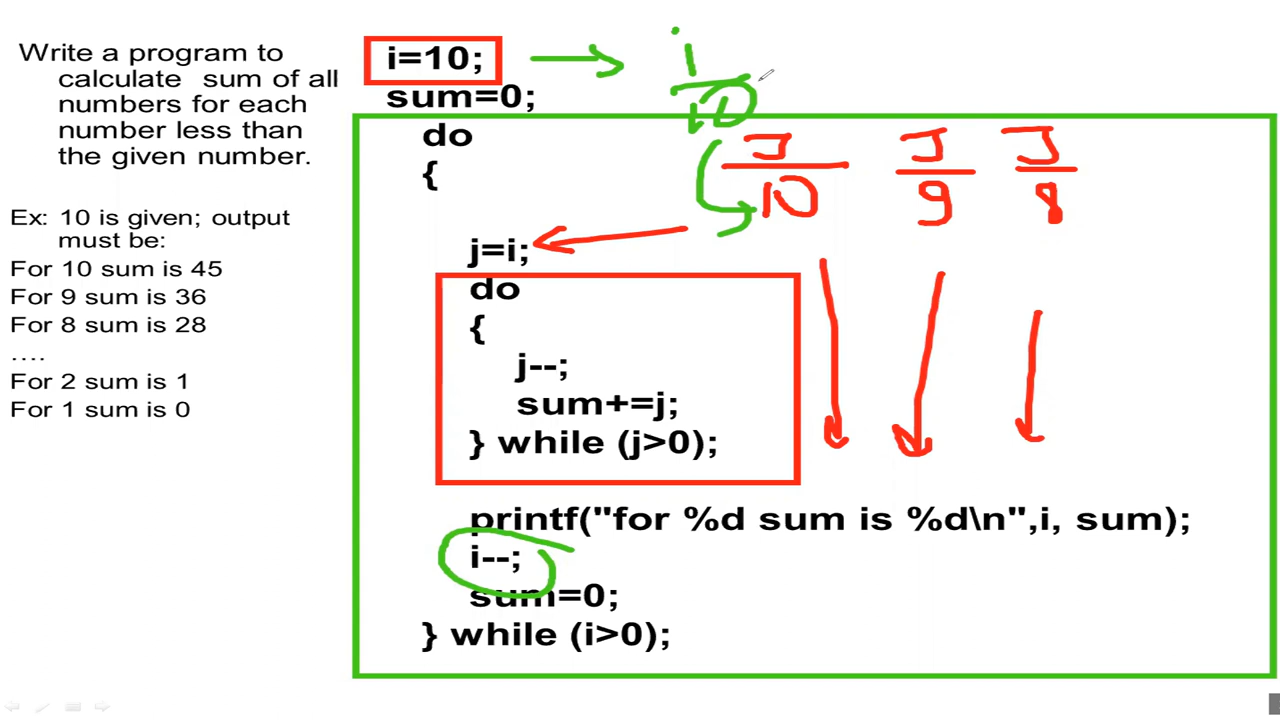 Write a program to
calculate sum of all
numbers for each
number less than
the given number.
Ex: 10 is given; output
must be:
For 10 sum is 45
For 9 sum is 36
For 8 sum is 28
….
For 2 sum is 1
For 1 sum is 0
i=10;
sum=0;
do
{
j=i;
do
{
j--;
sum+=j;
} while (j>0);
printf("for %d sum is %d\n",i, sum);
i--;
sum=0;
} while (i>0);
i
10
J J J
10 9 8